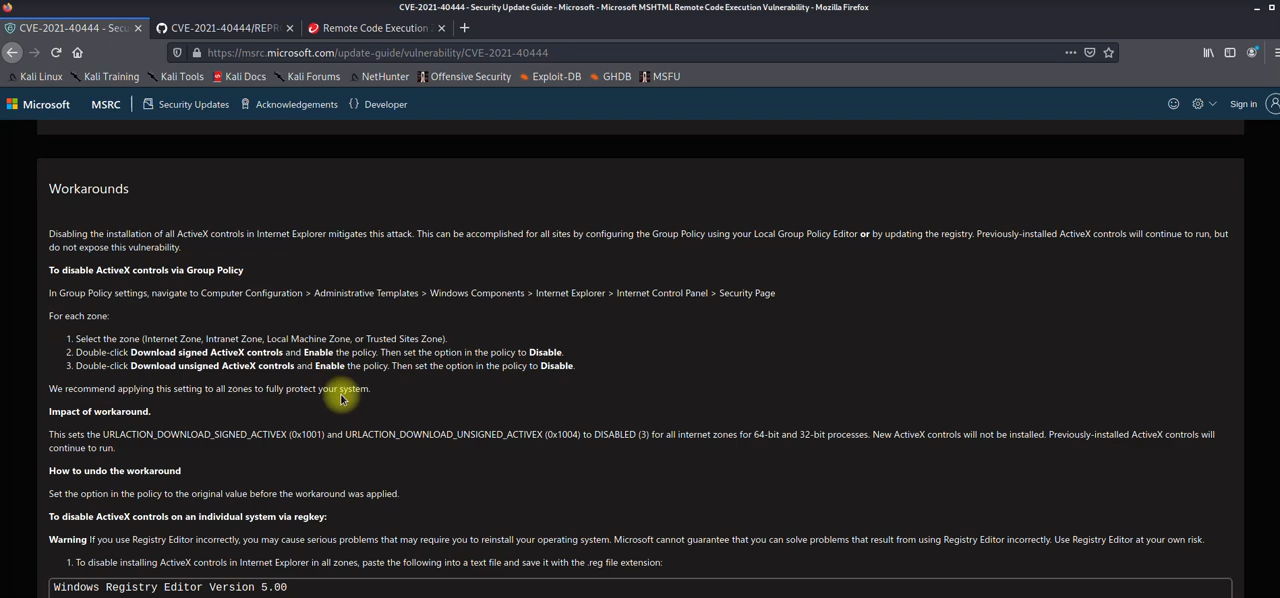 CVE-2021-40444 - Security Update Guide - Microsoft - Microsoft MSHTML Remote Code Execution Vulnerability - Mozilla Firefox
CVE-2021-40444 - Secu
CVE-2021-40444/REPR
Remote Code Execution
https://msrc.microsoft.com/update-guide/vulnerability/CVE-2021-40444
Kali Linux Kali Training Kali Tools Kali Docs Kali Forums NetHunter Offensive Security Exploit-DB GHDB MSFU
Microsoft MSRC Security Updates Acknowledgements {} Developer Sign in
Workarounds
Disabling the installation of all ActiveX controls in Internet Explorer mitigates this attack. This can be accomplished for all sites by configuring the Group Policy using your Local Group Policy Editor or by updating the registry. Previously-installed ActiveX controls will continue to run, but
do not expose this vulnerability.
To disable ActiveX controls via Group Policy
In Group Policy settings, navigate to Computer Configuration > Administrative Templates > Windows Components > Internet Explorer > Internet Control Panel > Security Page
For each zone:
1. Select the zone (Internet Zone, Intranet Zone, Local Machine Zone, or Trusted Sites Zone).
2. Double-click Download signed ActiveX controls and Enable the policy. Then set the option in the policy to Disable.
3. Double-click Download unsigned ActiveX controls and Enable the policy. Then set the option in the policy to Disable.
We recommend applying this setting to all zones to fully protect your system.
Impact of workaround.
This sets the URLACTION_DOWNLOAD_SIGNED_ACTIVEX (0x1001) and URLACTION_DOWNLOAD_UNSIGNED_ACTIVEX (0x1004) to DISABLED (3) for all internet zones for 64-bit and 32-bit processes. New ActiveX controls will not be installed. Previously-installed ActiveX controls will
continue to run.
How to undo the workaround
Set the option in the policy to the original value before the workaround was applied.
To disable ActiveX controls on an individual system via regkey:
Warning If you use Registry Editor incorrectly, you may cause serious problems that may require you to reinstall your operating system. Microsoft cannot guarantee that you can solve problems that result from using Registry Editor incorrectly. Use Registry Editor at your own risk.
1. To disable installing ActiveX controls in Internet Explorer in all zones, paste the following into a text file and save it with the .reg file extension:
Windows Registry Editor Version 5.00